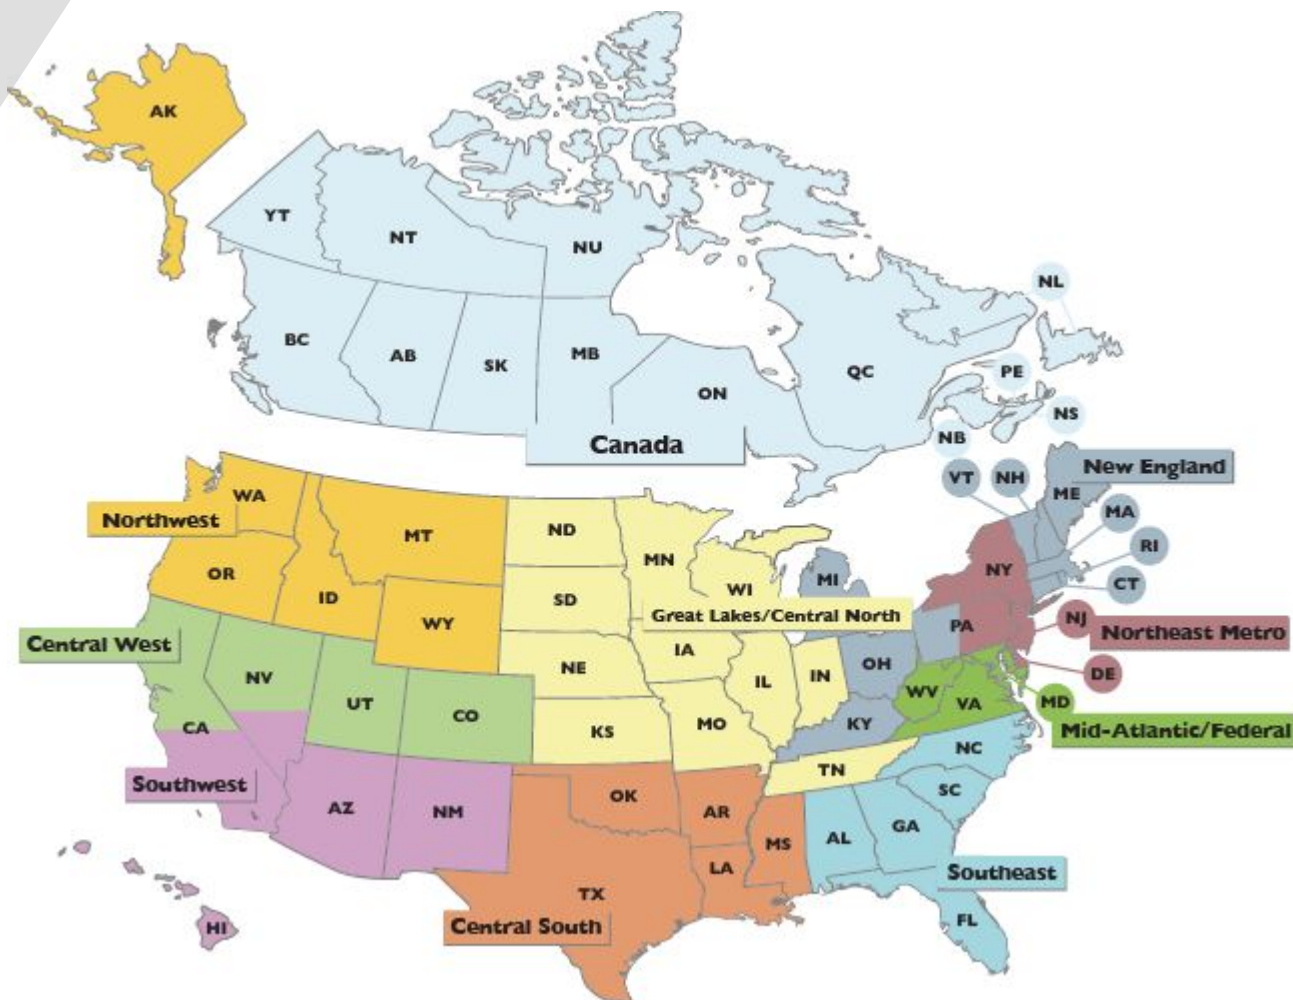 AK
YT
NT
NU
NL
BC
AB
SK
MB
ON
QC
PE
NS
NB
Canada
New England
VT
NH
ME
MA
RI
CT
WA
Northwest
MT
OR
ID
WY
ND
MN
SD
WI
MI
Great Lakes/Central North
NY
PA
NJ
Northeast Metro
DE
MD
Mid-Atlantic/Federal
Central West
NV
UT
CO
CA
NE
IA
IL
IN
OH
KS
MO
KY
WV
VA
Southwest
AZ
NM
OK
AR
TN
NC
SC
MS
AL
GA
LA
TX
Southeast
Central South
FL
HI